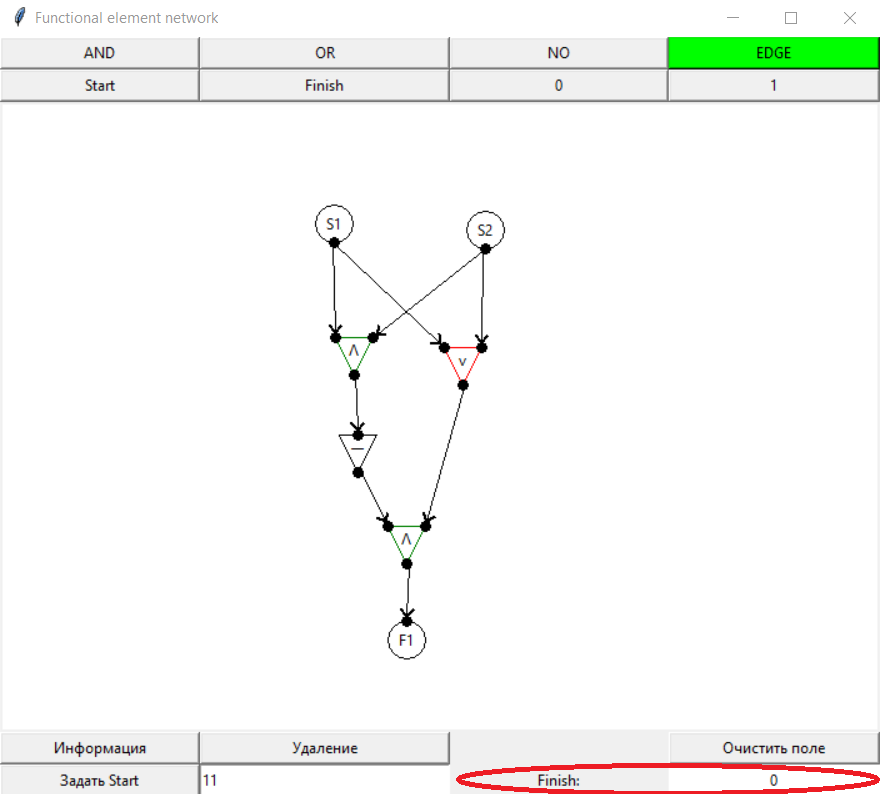 Functional element network
AND OR NO EDGE
Start Finish 0 1
S1 S2
Λ v
—
Λ
F1
Информация Удаление Очистить поле
Задать Start 11 Finish: 0